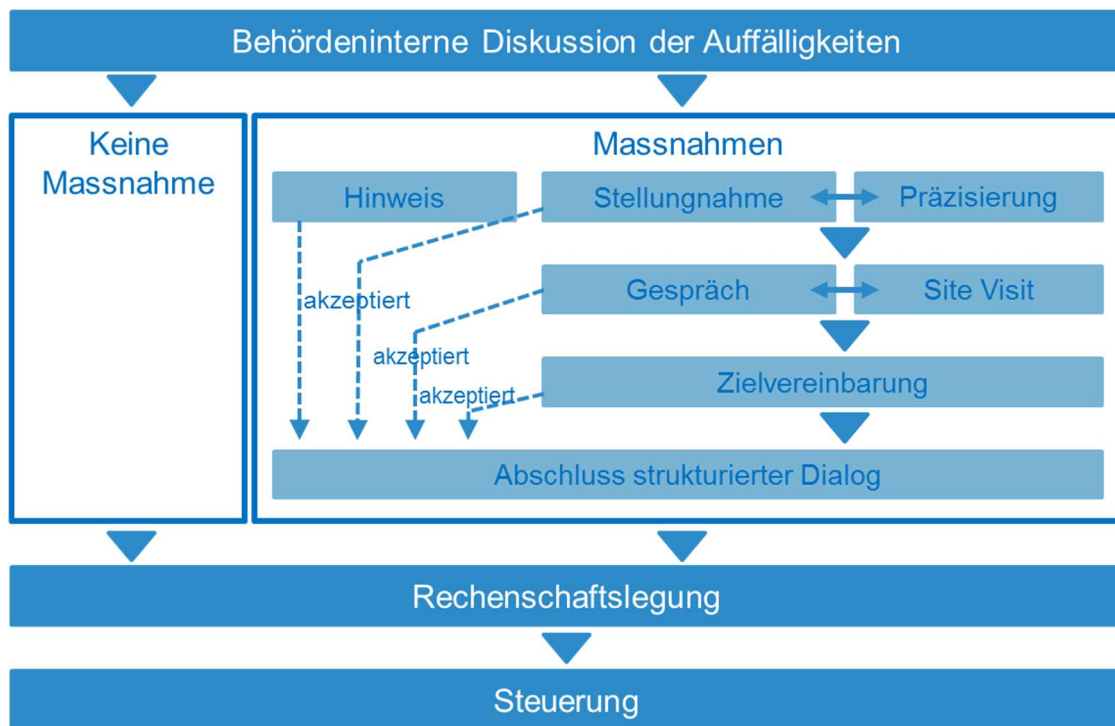 Behördeninterne Diskussion der Auffälligkeiten
Keine
Massnahme
Massnahmen
Hinweis
Stellungnahme
Präzisierung
akzeptiert
Gespräch
Site Visit
akzeptiert
akzeptiert
Zielvereinbarung
Abschluss strukturierter Dialog
Rechenschaftslegung
Steuerung